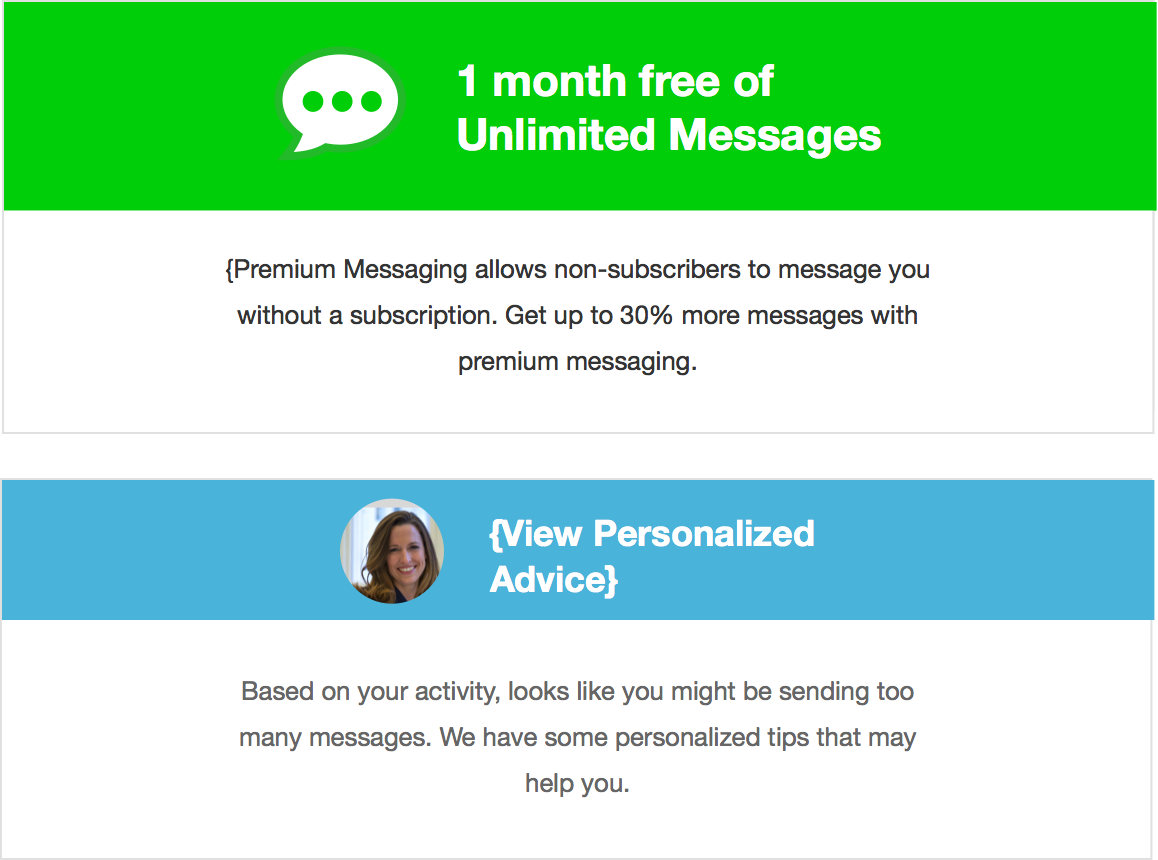 1 month free of
Unlimited Messages
{Premium Messaging allows non-subscribers to message you
without a subscription. Get up to 30% more messages with
premium messaging.
{View Personalized
Advice}
Based on your activity, looks like you might be sending too
many messages. We have some personalized tips that may
help you.